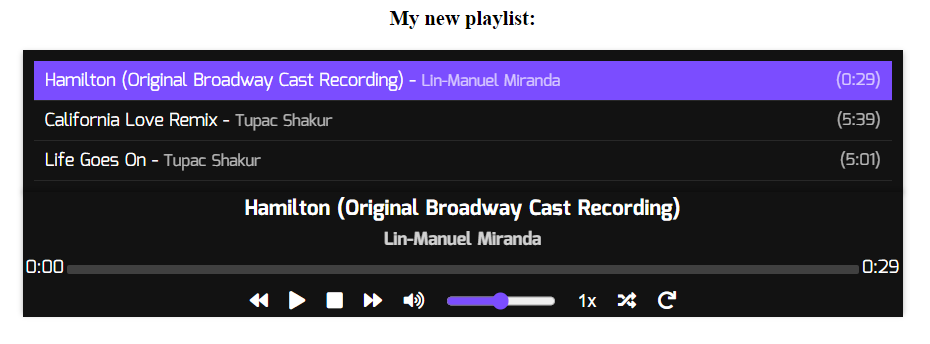 My new playlist:
Hamilton (Original Broadway Cast Recording) - Lin-Manuel Miranda (0:29)
California Love Remix - Tupac Shakur (5:39)
Life Goes On - Tupac Shakur (5:01)
Hamilton (Original Broadway Cast Recording)
Lin-Manuel Miranda
0:00 0:29
1x